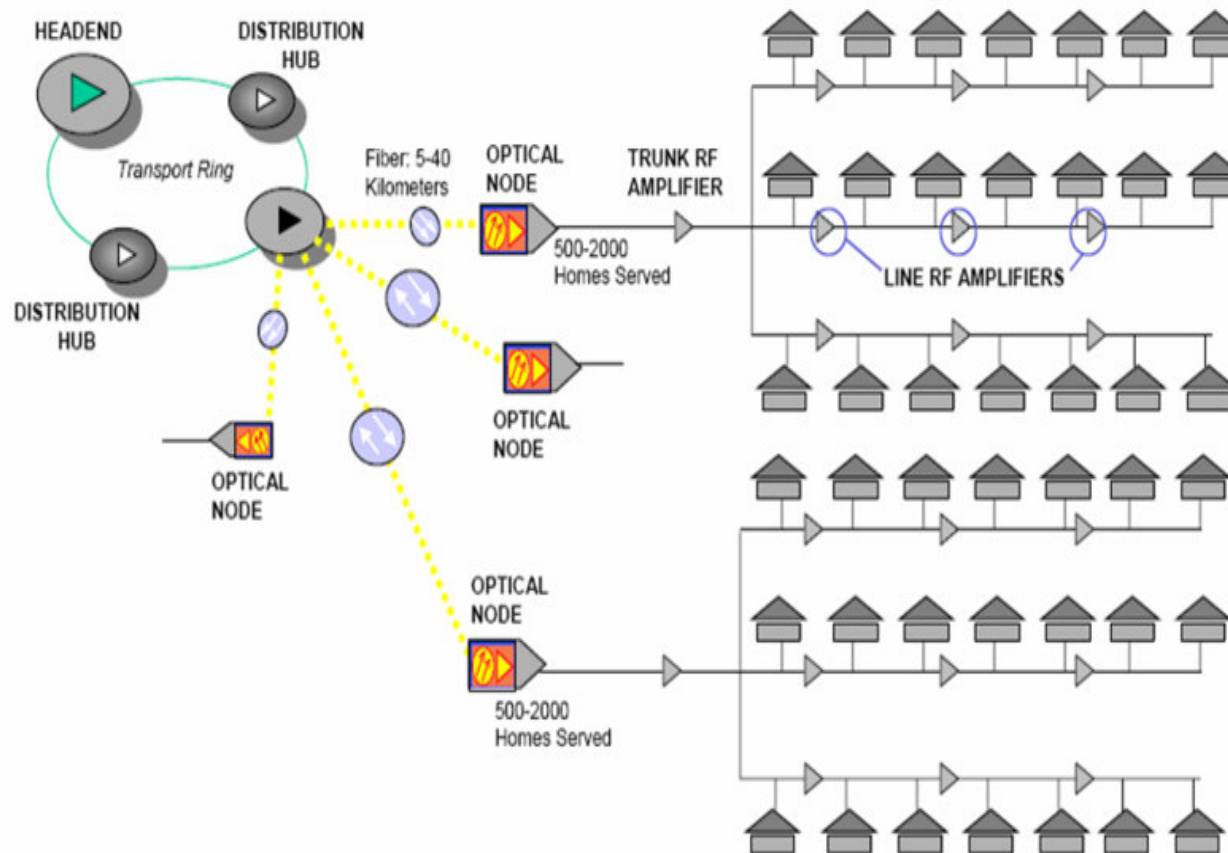 HEADEND
DISTRIBUTION
HUB
Transport Ring
Fiber: 5-40
Kilometers
OPTICAL
NODE
TRUNK RF
AMPLIFIER
500-2000
Homes Served
LINE RF AMPLIFIERS
DISTRIBUTION
HUB
OPTICAL
NODE
OPTICAL
NODE
OPTICAL
NODE
500-2000
Homes Served